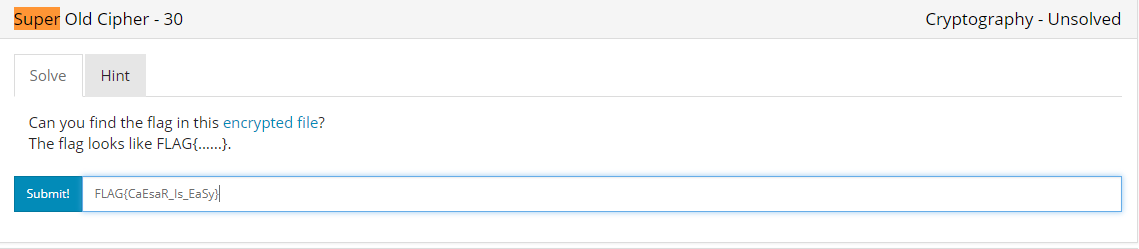 Super Old Cipher - 30
Cryptography - Unsolved
Solve
Hint
Can you find the flag in this encrypted file?
The flag looks like FLAG{......}.
Submit!
FLAG{CaEsaR_Is_EaSy}